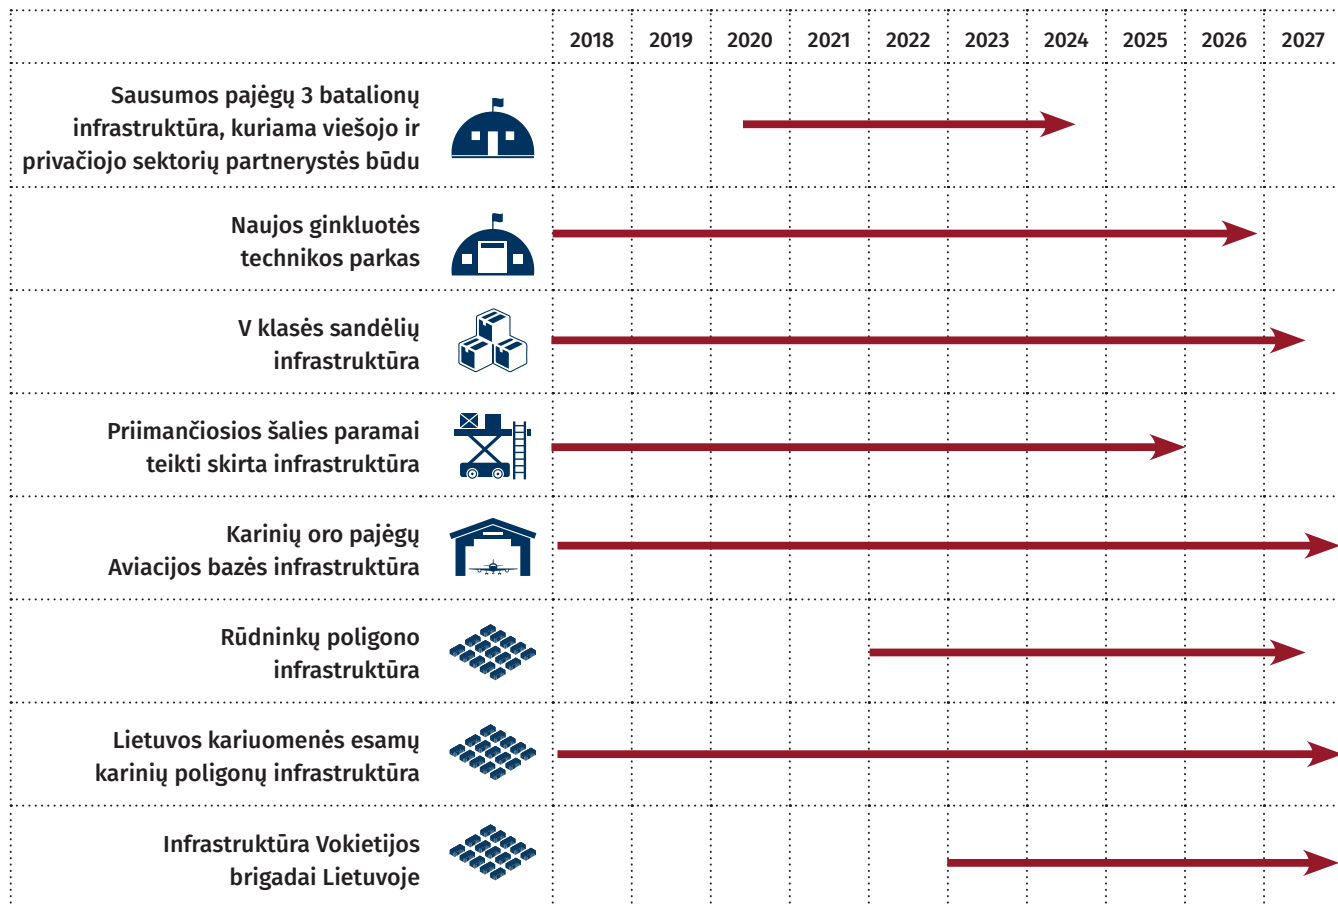 2018 2019 2020 2021 2022 2023 2024 2025 2026 2027
Sausumos pajėgų 3 batalionų
infrastruktūra, kuriama viešojo ir
privačiojo sektorių partnerystės būdu
Naujos ginkluotės
technikos parkas
V klasės sandėlių
infrastruktūra
Priimančiosios šalies paramai
teikti skirta infrastruktūra
Karinių oro pajėgų
Aviacijos bazės infrastruktūra
Rūdninkų poligono
infrastruktūra
Lietuvos kariuomenės esamų
karinių poligonų infrastruktūra
Infrastruktūra Vokietijos
brigadai Lietuvoje